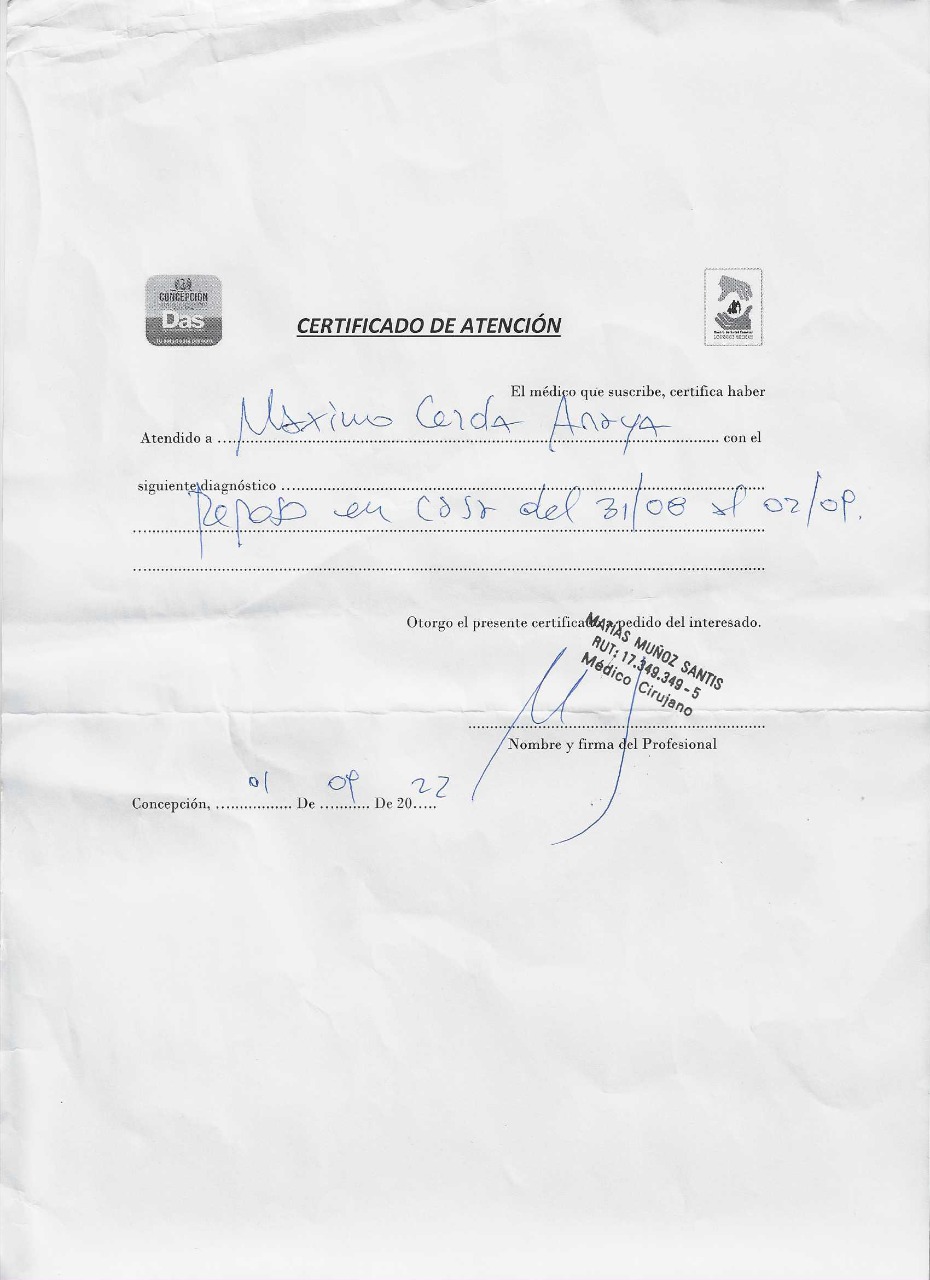 CONCEPCIÓN
Das
CERTIFICADO DE ATENCIÓN
El médico que suscribe, certifica haber
Atendido a Maximo Cerda Anaya con el
siguiente diagnóstico
Reposo en casa del 31/08 al 02/09.
Otorgo el presente certificado a pedido del interesado.
MATIAS MUÑOZ SANTIS
RUT: 17.349.349-5
Médico Cirujano
Nombre y firma del Profesional
Concepción, 01 De 09 De 2022